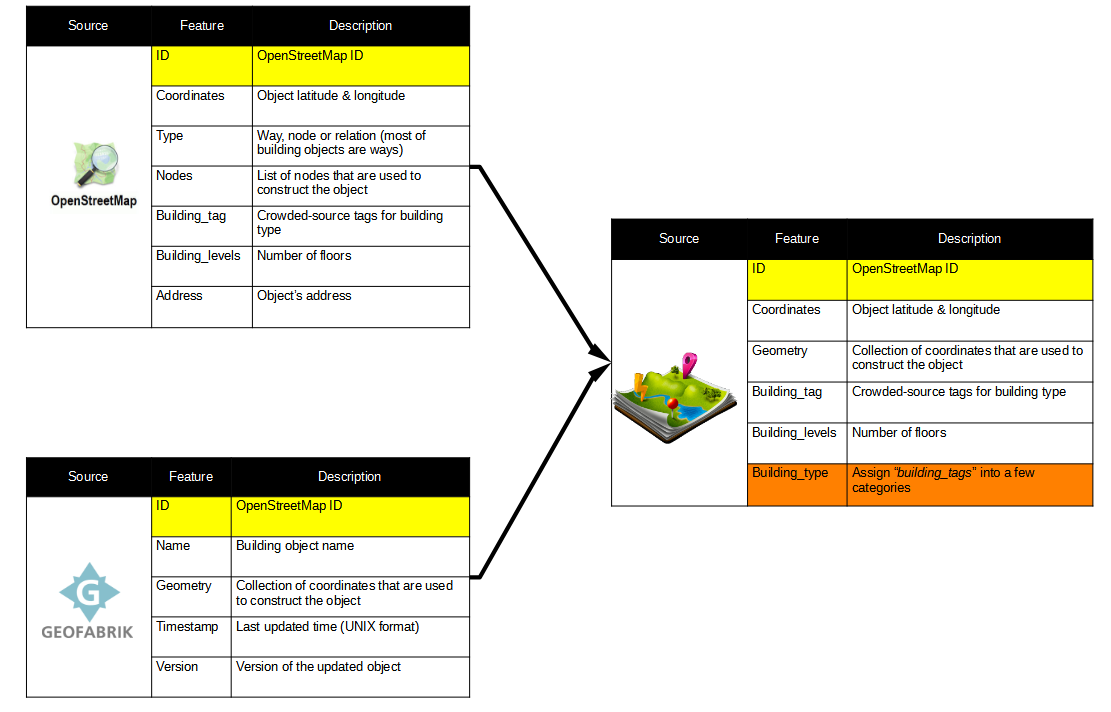 Source Feature Description
ID OpenStreetMap ID
Coordinates Object latitude & longitude
Type Way, node or relation (most of
building objects are ways)
Nodes List of nodes that are used to
construct the object
OpenStreetMap
Building_tag Crowded-source tags for building
type
Building_levels Number of floors
Address Object's address
Source Feature Description
ID OpenStreetMap ID
Name Building object name
Geometry Collection of coordinates that are used
to construct the object
G
GEOFABRIK
Timestamp Last updated time (UNIX format)
Version Version of the updated object
Source Feature Description
ID OpenStreetMap ID
Coordinates Object latitude & longitude
Geometry Collection of coordinates that are used to
construct the object
Building_tag Crowded-source tags for building type
Building_levels Number of floors
Building_type Assign “building_tags” into a few
categories